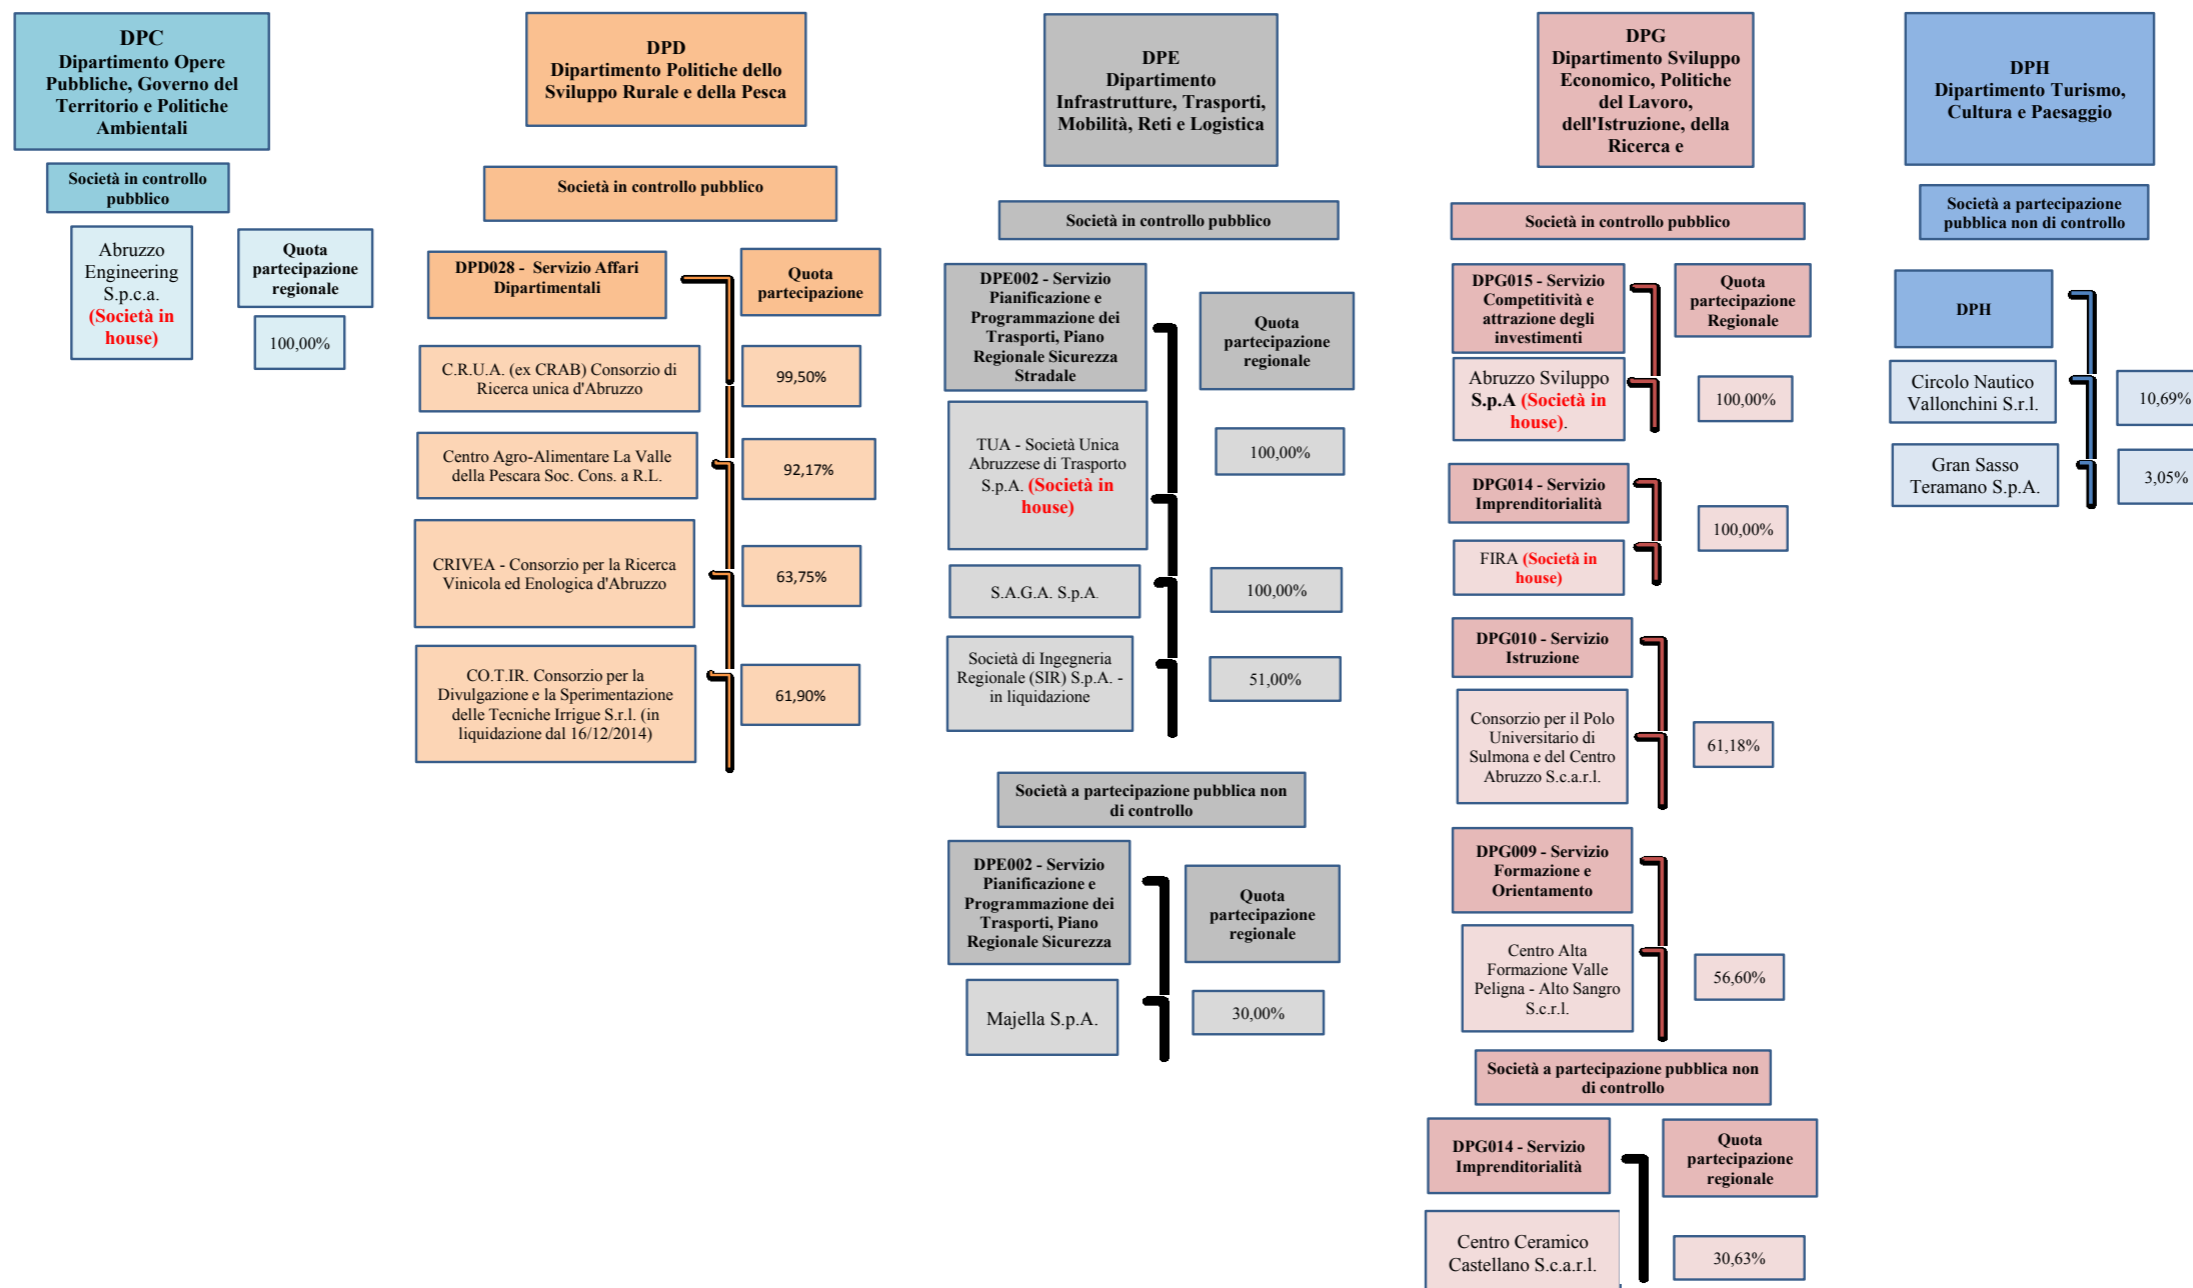 DPC
Dipartimento Opere
Pubbliche, Governo del
Territorio e Politiche
Ambientali
Società in controllo
pubblico
Abruzzo
Engineering
S.p.c.a.
(Società in
house)
Quota
partecipazione
regionale
100,00%
DPD
Dipartimento Politiche dello
Sviluppo Rurale e della Pesca
Società in controllo pubblico
DPD028 - Servizio Affari
Dipartimentali
Quota
partecipazione
C.R.U.A. (ex CRAB) Consorzio di
Ricerca unica d'Abruzzo
99,50%
Centro Agro-Alimentare La Valle
della Pescara Soc. Cons. a R.L.
92,17%
CRIVEA - Consorzio per la Ricerca
Vinicola ed Enologica d'Abruzzo
63,75%
CO.T.IR. Consorzio per la
Divulgazione e la Sperimentazione
delle Tecniche Irrigue S.r.l. (in
liquidazione dal 16/12/2014)
61,90%
DPE
Dipartimento
Infrastrutture, Trasporti,
Mobilità, Reti e Logistica
Società in controllo pubblico
DPE002 - Servizio
Pianificazione e
Programmazione dei
Trasporti, Piano
Regionale Sicurezza
Stradale
Quota
partecipazione
regionale
TUA - Società Unica
Abruzzese di Trasporto
S.p.A. (Società in
house)
100,00%
S.A.G.A. S.p.A.
100,00%
Società di Ingegneria
Regionale (SIR) S.p.A. -
in liquidazione
51,00%
Società a partecipazione pubblica non
di controllo
DPE002 - Servizio
Pianificazione e
Programmazione dei
Trasporti, Piano
Regionale Sicurezza
Quota
partecipazione
regionale
Majella S.p.A.
30,00%
DPG
Dipartimento Sviluppo
Economico, Politiche
del Lavoro,
dell'Istruzione, della
Ricerca e
Società in controllo pubblico
DPG015 - Servizio
Competitività e
attrazione degli
investimenti
Quota
partecipazione
Regionale
Abruzzo Sviluppo
S.p.A (Società in
house).
100,00%
DPG014 - Servizio
Imprenditorialità
FIRA (Società in
house)
100,00%
DPG010 - Servizio
Istruzione
Consorzio per il Polo
Universitario di
Sulmona e del Centro
Abruzzo S.c.a.r.l.
61,18%
DPG009 - Servizio
Formazione e
Orientamento
Centro Alta
Formazione Valle
Peligna - Alto Sangro
S.c.r.l.
56,60%
Società a partecipazione pubblica non
di controllo
DPG014 - Servizio
Imprenditorialità
Quota
partecipazione
regionale
Centro Ceramico
Castellano S.c.a.r.l.
30,63%
DPH
Dipartimento Turismo,
Cultura e Paesaggio
Società a partecipazione
pubblica non di controllo
DPH
Circolo Nautico
Vallonchini S.r.l.
10,69%
Gran Sasso
Teramano S.p.A.
3,05%